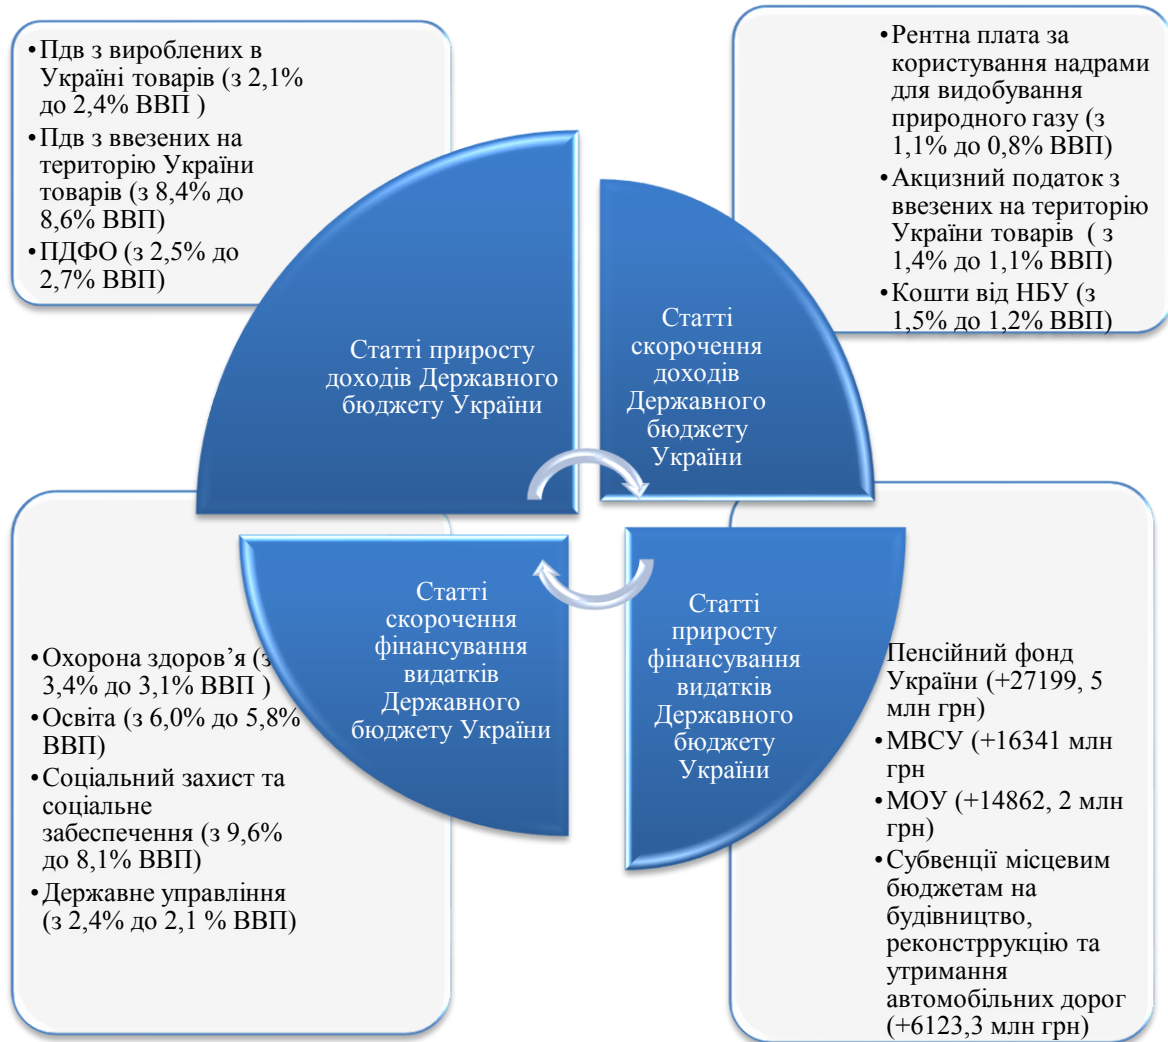 •Пдв з вироблених в
Україні товарів (з 2,1%
до 2,4% ВВП )
•Пдв з ввезених на
територію України
товарів (з 8,4% до
8,6% ВВП)
•ПДФО (з 2,5% до
2,7% ВВП)
•Рентна плата за
користування надрами
для видобування
природного газу (з
1,1% до 0,8% ВВП)
•Акцизний податок з
ввезених на територію
України товарів ( з
1,4% до 1,1% ВВП)
•Кошти від НБУ (з
1,5% до 1,2% ВВП)
Статті приросту
доходів Державного
бюджету України
Статті
скорочення
доходів
Державного
бюджету
України
Статті
скорочення
фінансування
видатків
Державного
бюджету України
Статті
приросту
фінансування
видатків
Державного
бюджету
України
•Охорона здоров’я (з
3,4% до 3,1% ВВП )
•Освіта (з 6,0% до 5,8%
ВВП)
•Соціальний захист та
соціальне
забеспечення (з 9,6%
до 8,1% ВВП)
•Державне управління
(з 2,4% до 2,1 % ВВП)
Пенсійний фонд
України (+27199, 5
млн грн)
•МВСУ (+16341 млн
грн
•МОУ (+14862, 2 млн
грн)
•Субвенції місцевим
бюджетам на
будівництво,
реконстррукцію та
утримання
автомобільних дорог
(+6123,3 млн грн)